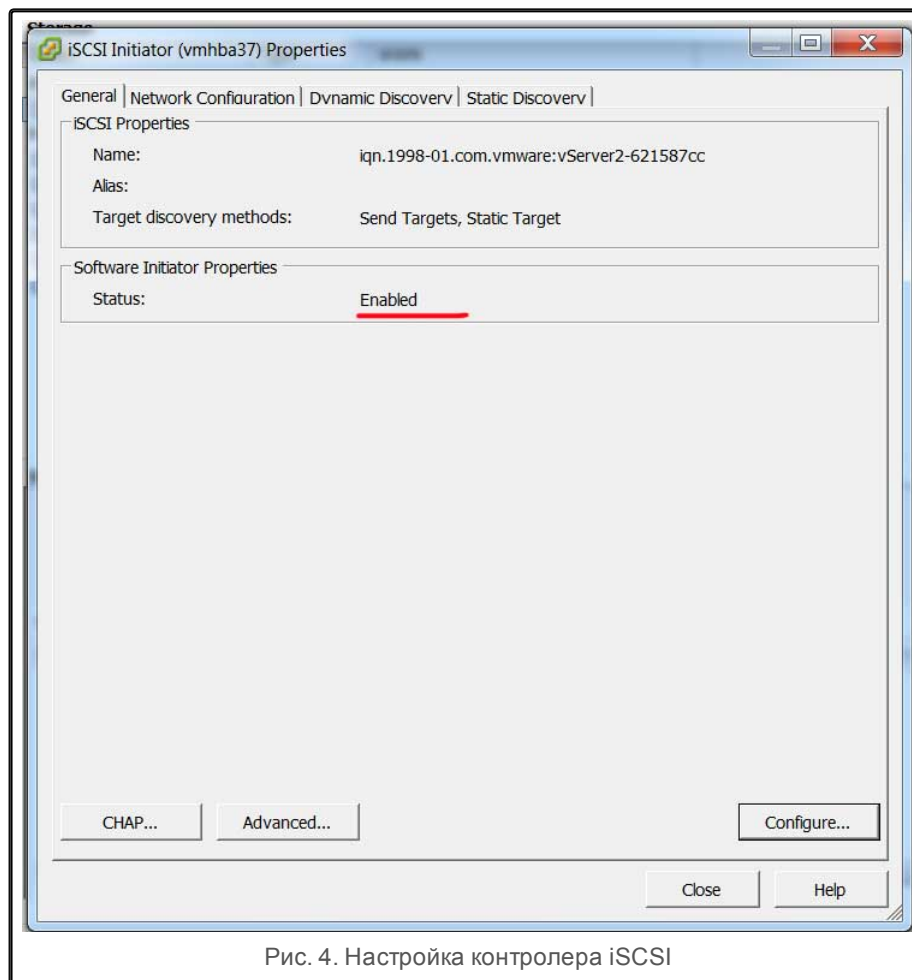 Storage
iSCSI Initiator (vmhba37) Properties
General Network Configuration Dynamic Discovery Static Discovery
iSCSI Properties
Name: iqn.1998-01.com.vmware:vServer2-621587cc
Alias:
Target discovery methods: Send Targets, Static Target
Software Initiator Properties
Status: Enabled
CHAP... Advanced... Configure...
Close Help
Рис. 4. Настройка контролера iSCSI